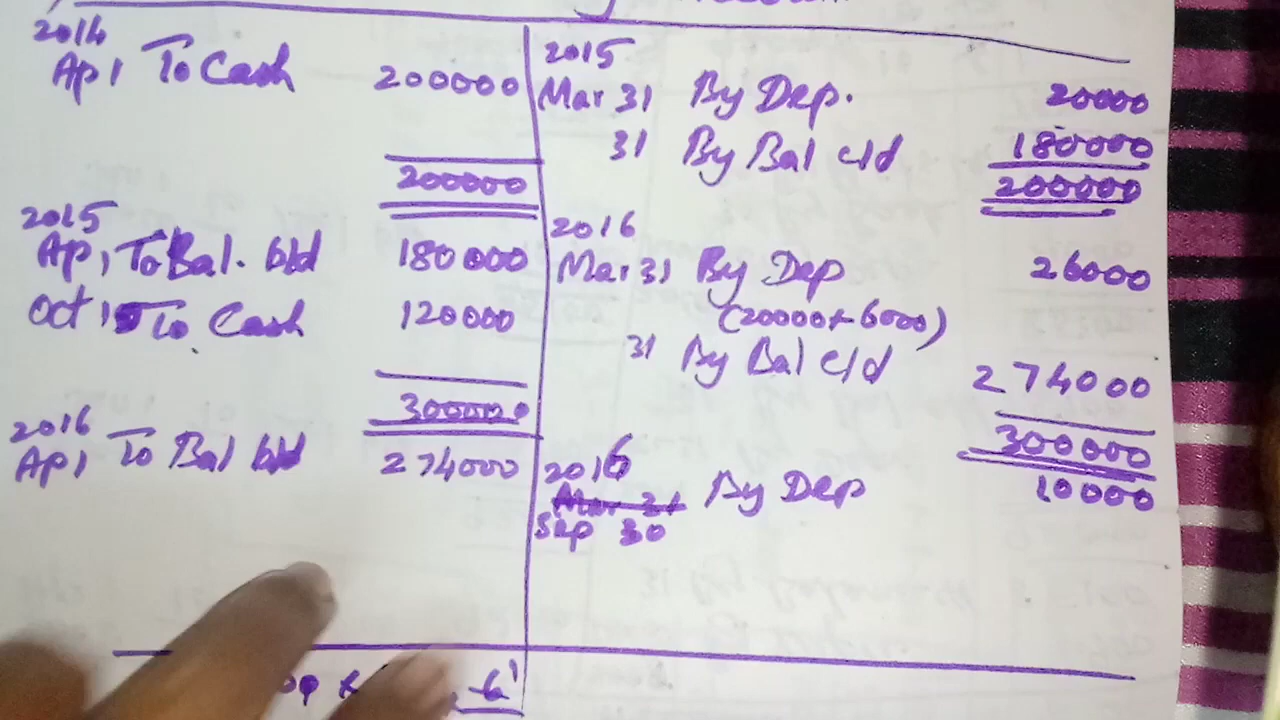 2014
Ap 1 To Cash 200000
200000
2015
Ap 1 To Bal. b/d 180000
Oct 1 To Cash 120000
300000
2016
Ap 1 To Bal b/d 274000
2015
Mar 31 By Dep. 20000
31 By Bal c/d 180000
200000
2016
Mar 31 By Dep 26000
(20000+6000)
31 By Bal c/d 274000
300000
2016
Sep 30 By Dep 10000